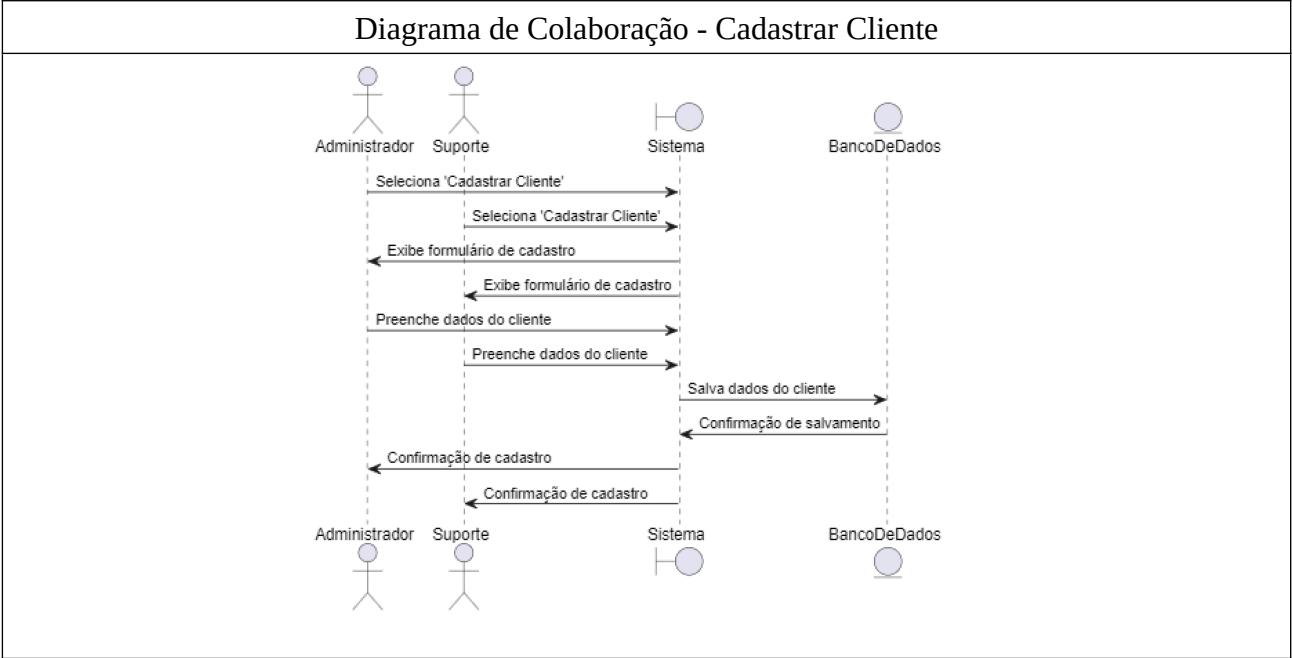 Diagrama de Colaboração - Cadastrar Cliente
Administrador Suporte Sistema BancoDeDados
Seleciona 'Cadastrar Cliente'
Seleciona 'Cadastrar Cliente'
Exibe formulário de cadastro
Exibe formulário de cadastro
Preenche dados do cliente
Preenche dados do cliente
Salva dados do cliente
Confirmação de salvamento
Confirmação de cadastro
Confirmação de cadastro
Administrador Suporte Sistema BancoDeDados